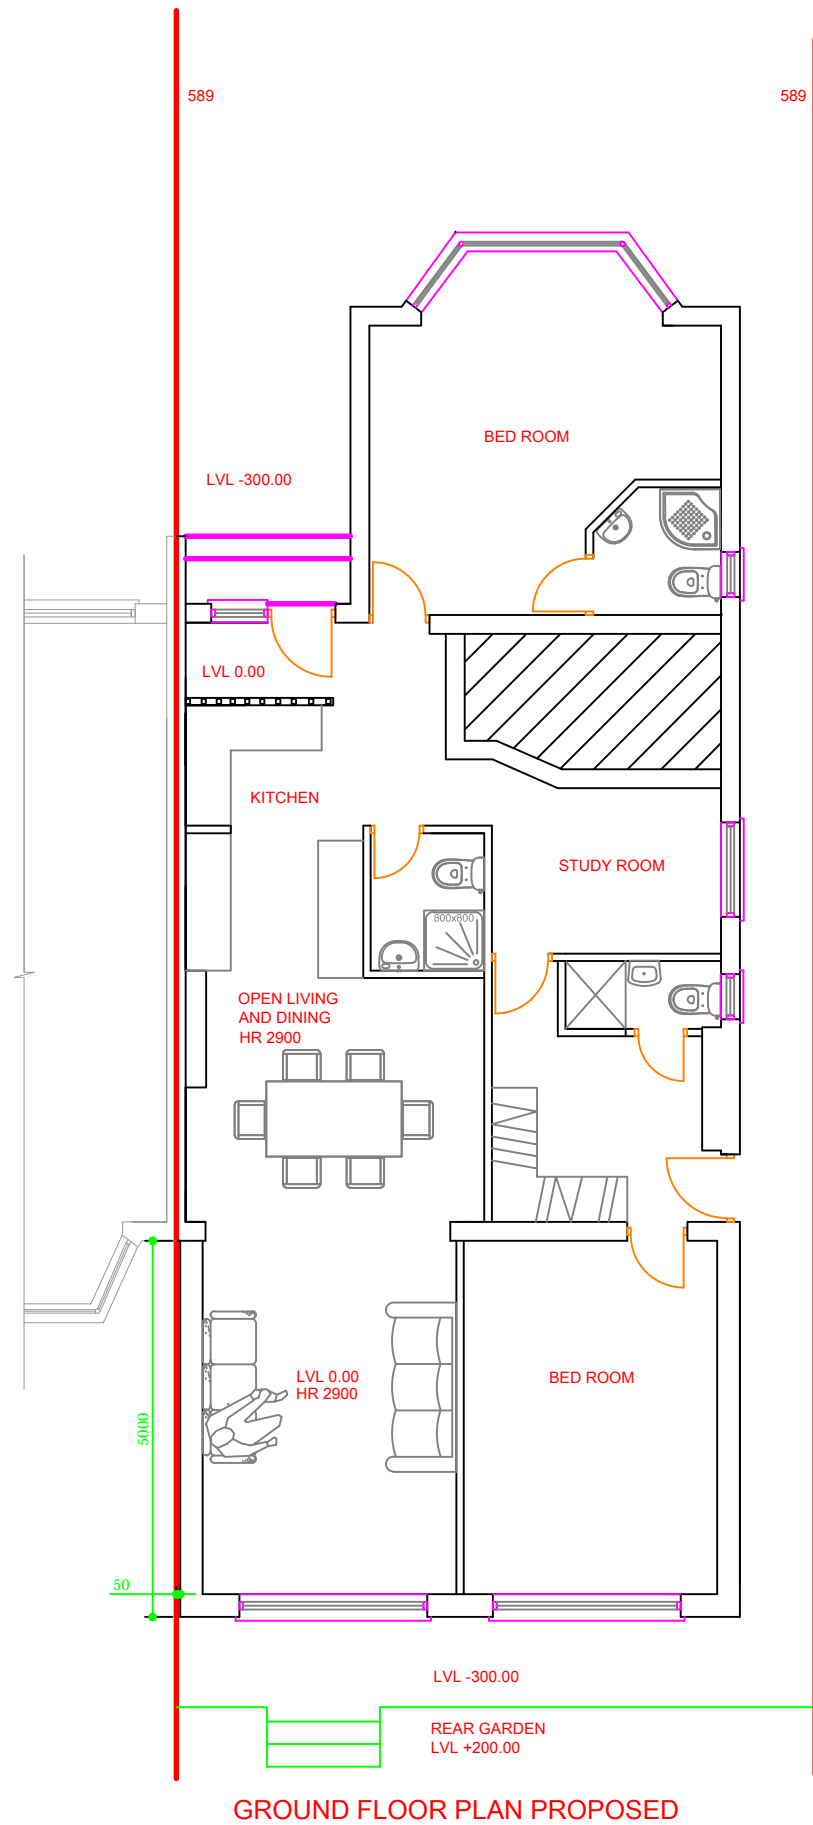 589
589
BED ROOM
LVL -300.00
LVL 0.00
KITCHEN
STUDY ROOM
800x800
OPEN LIVING
AND DINING
HR 2900
LVL 0.00
HR 2900
BED ROOM
5000
50
LVL -300.00
REAR GARDEN
LVL +200.00
GROUND FLOOR PLAN PROPOSED